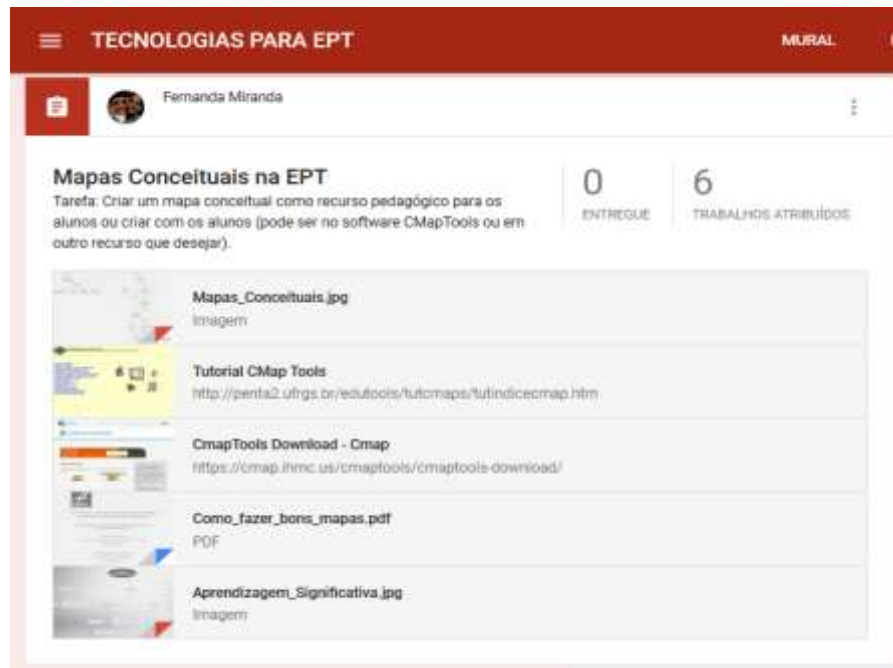 TECNOLOGIAS PARA EPT
MURAL
Fernanda Miranda
Mapas Conceituais na EPT
Tarefa: Criar um mapa conceitual como recurso pedagógico para os
alunos ou criar com os alunos (pode ser no software CMapTools ou em
outro recurso que desejar).
0
ENTREGUE
6
TRABALHOS ATRIBUÍDOS
Mapas_Conceituais.jpg
Imagem
Tutorial CMap Tools
http://penta2.ufrgs.br/edutools/tutcmaps/tutindicecmap.htm
CmapTools Download - Cmap
https://cmap.ihmc.us/cmaptools/cmaptools-download/
Como_fazer_bons_mapas.pdf
PDF
Aprendizagem_Significativa.jpg
Imagem